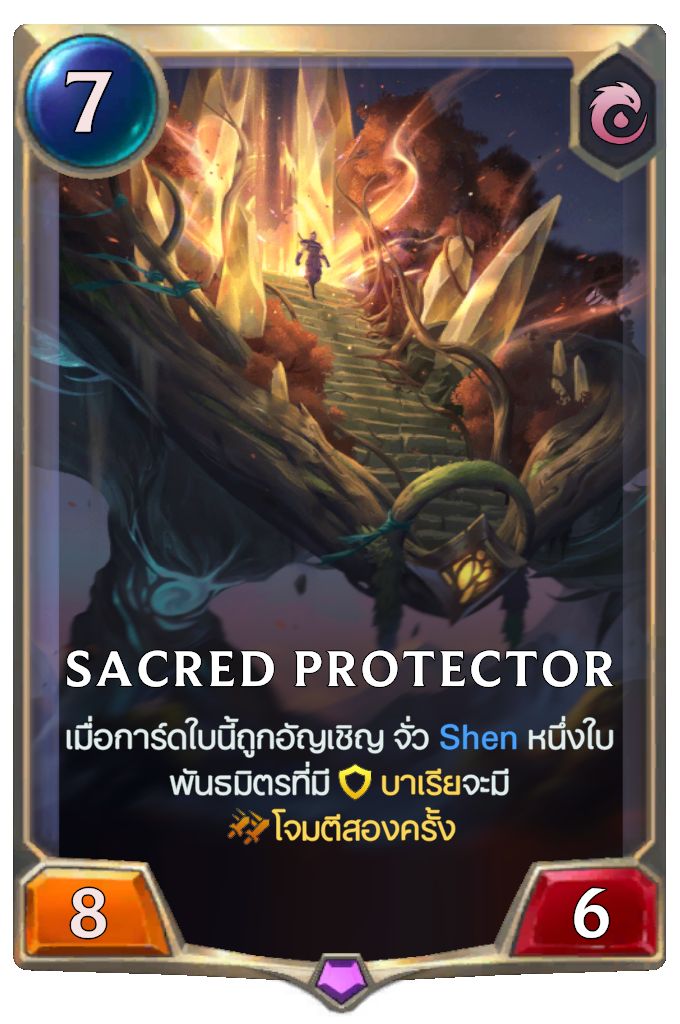 7
SACRED PROTECTOR
เมื่อการ์ดใบนี้ถูกอัญเชิญ จั่ว Shen หนึ่งใบ
พันธมิตรที่มี บาเรียจะมี
โจมตีสองครั้ง
8 6